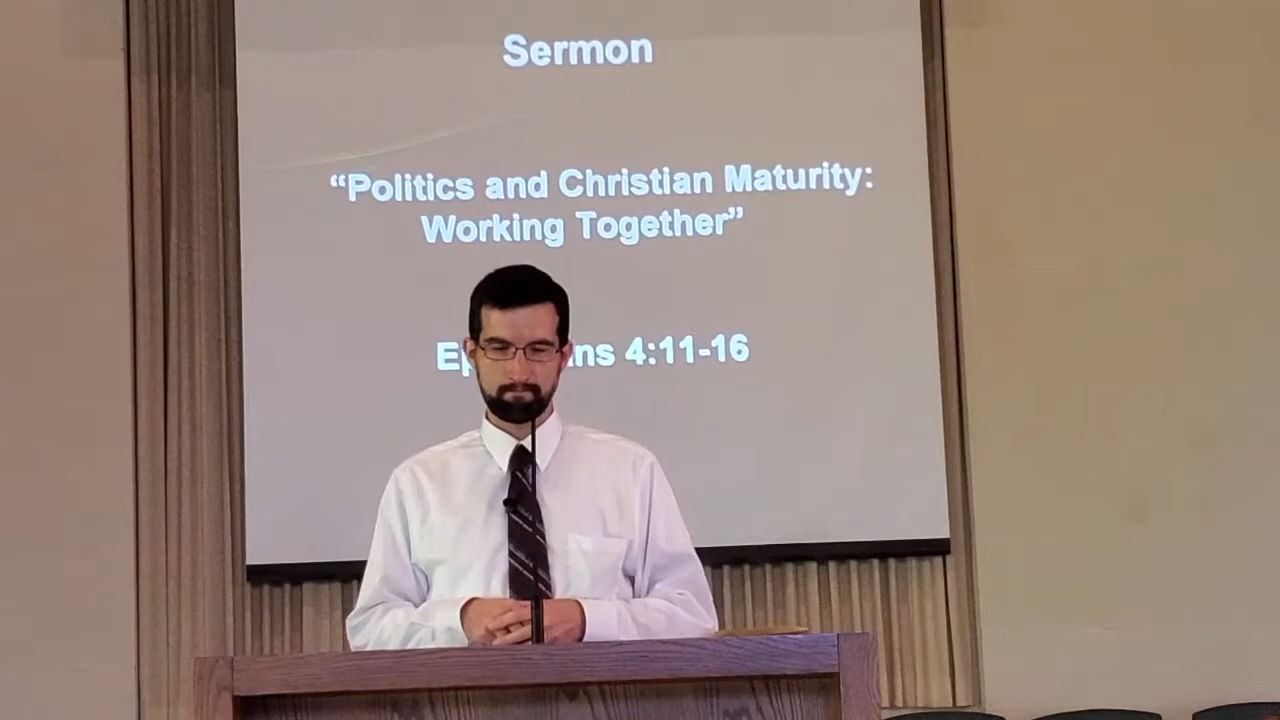 Sermon
“Politics and Christian Maturity:
Working Together”
4:11-16